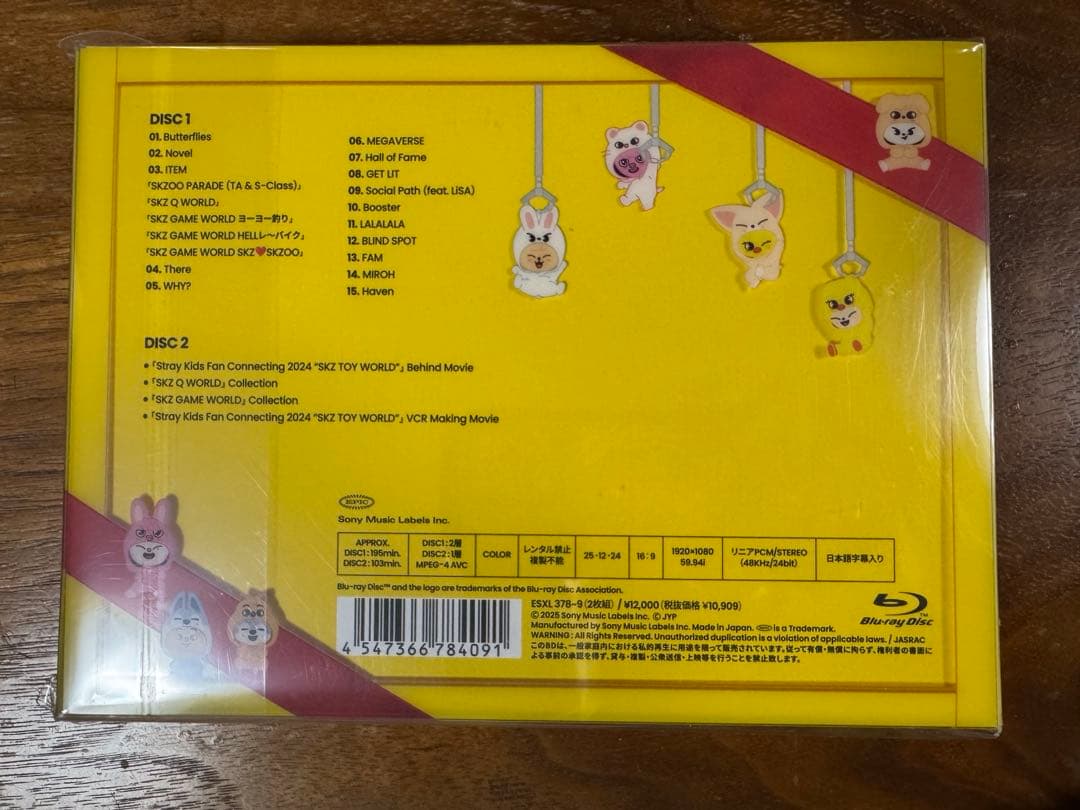 DISC 1
01. Butterflies
02. Novel
03. ITEM
「SKZOO PARADE (TA & S-Class)」
「SKZ Q WORLD」
「SKZ GAME WORLD ヨーヨー釣り」
「SKZ GAME WORLD HELLレ〜バイク」
「SKZ GAME WORLD SKZ♥SKZOO」
04. There
05. WHY?
06. MEGAVERSE
07. Hall of Fame
08. GET LIT
09. Social Path (feat. LiSA)
10. Booster
11. LALALALA
12. BLIND SPOT
13. FAM
14. MIROH
15. Haven
DISC 2
• 「Stray Kids Fan Connecting 2024 "SKZ TOY WORLD"」 Behind Movie
• 「SKZ Q WORLD」 Collection
• 「SKZ GAME WORLD」 Collection
• 「Stray Kids Fan Connecting 2024 "SKZ TOY WORLD"」 VCR Making Movie
EPIC
Sony Music Labels Inc.
APPROX.
DISC1:195min.
DISC2:103min.
DISC1:2層
DISC2:1層
MPEG-4 AVC
COLOR
レンタル禁止
複製不能
25・12・24
16:9
1920×1080
59.94i
リニアPCM/STEREO
(48KHz/24bit)
日本語字幕入り
Blu-ray Disc™ and the logo are trademarks of the Blu-ray Disc Association.
4 547366 784091
ESXL 378~9 (2枚組) / ¥12,000 (税抜価格 ¥10,909)
Ⓒ 2025 Sony Music Labels Inc. Ⓒ JYP
Manufactured by Sony Music Labels Inc. Made in Japan. EPIC is a Trademark.
WARNING : All Rights Reserved. Unauthorized duplication is a violation of applicable laws. / JASRAC
このBDは、一般家庭内における私的再生に用途を限って販売されています。従って有償・無償に拘らず、権利者の書面に
よる事前の承認を得ず、貸与・複製・公衆送信・上映等を行うことを禁止致します。
Blu-ray Disc™